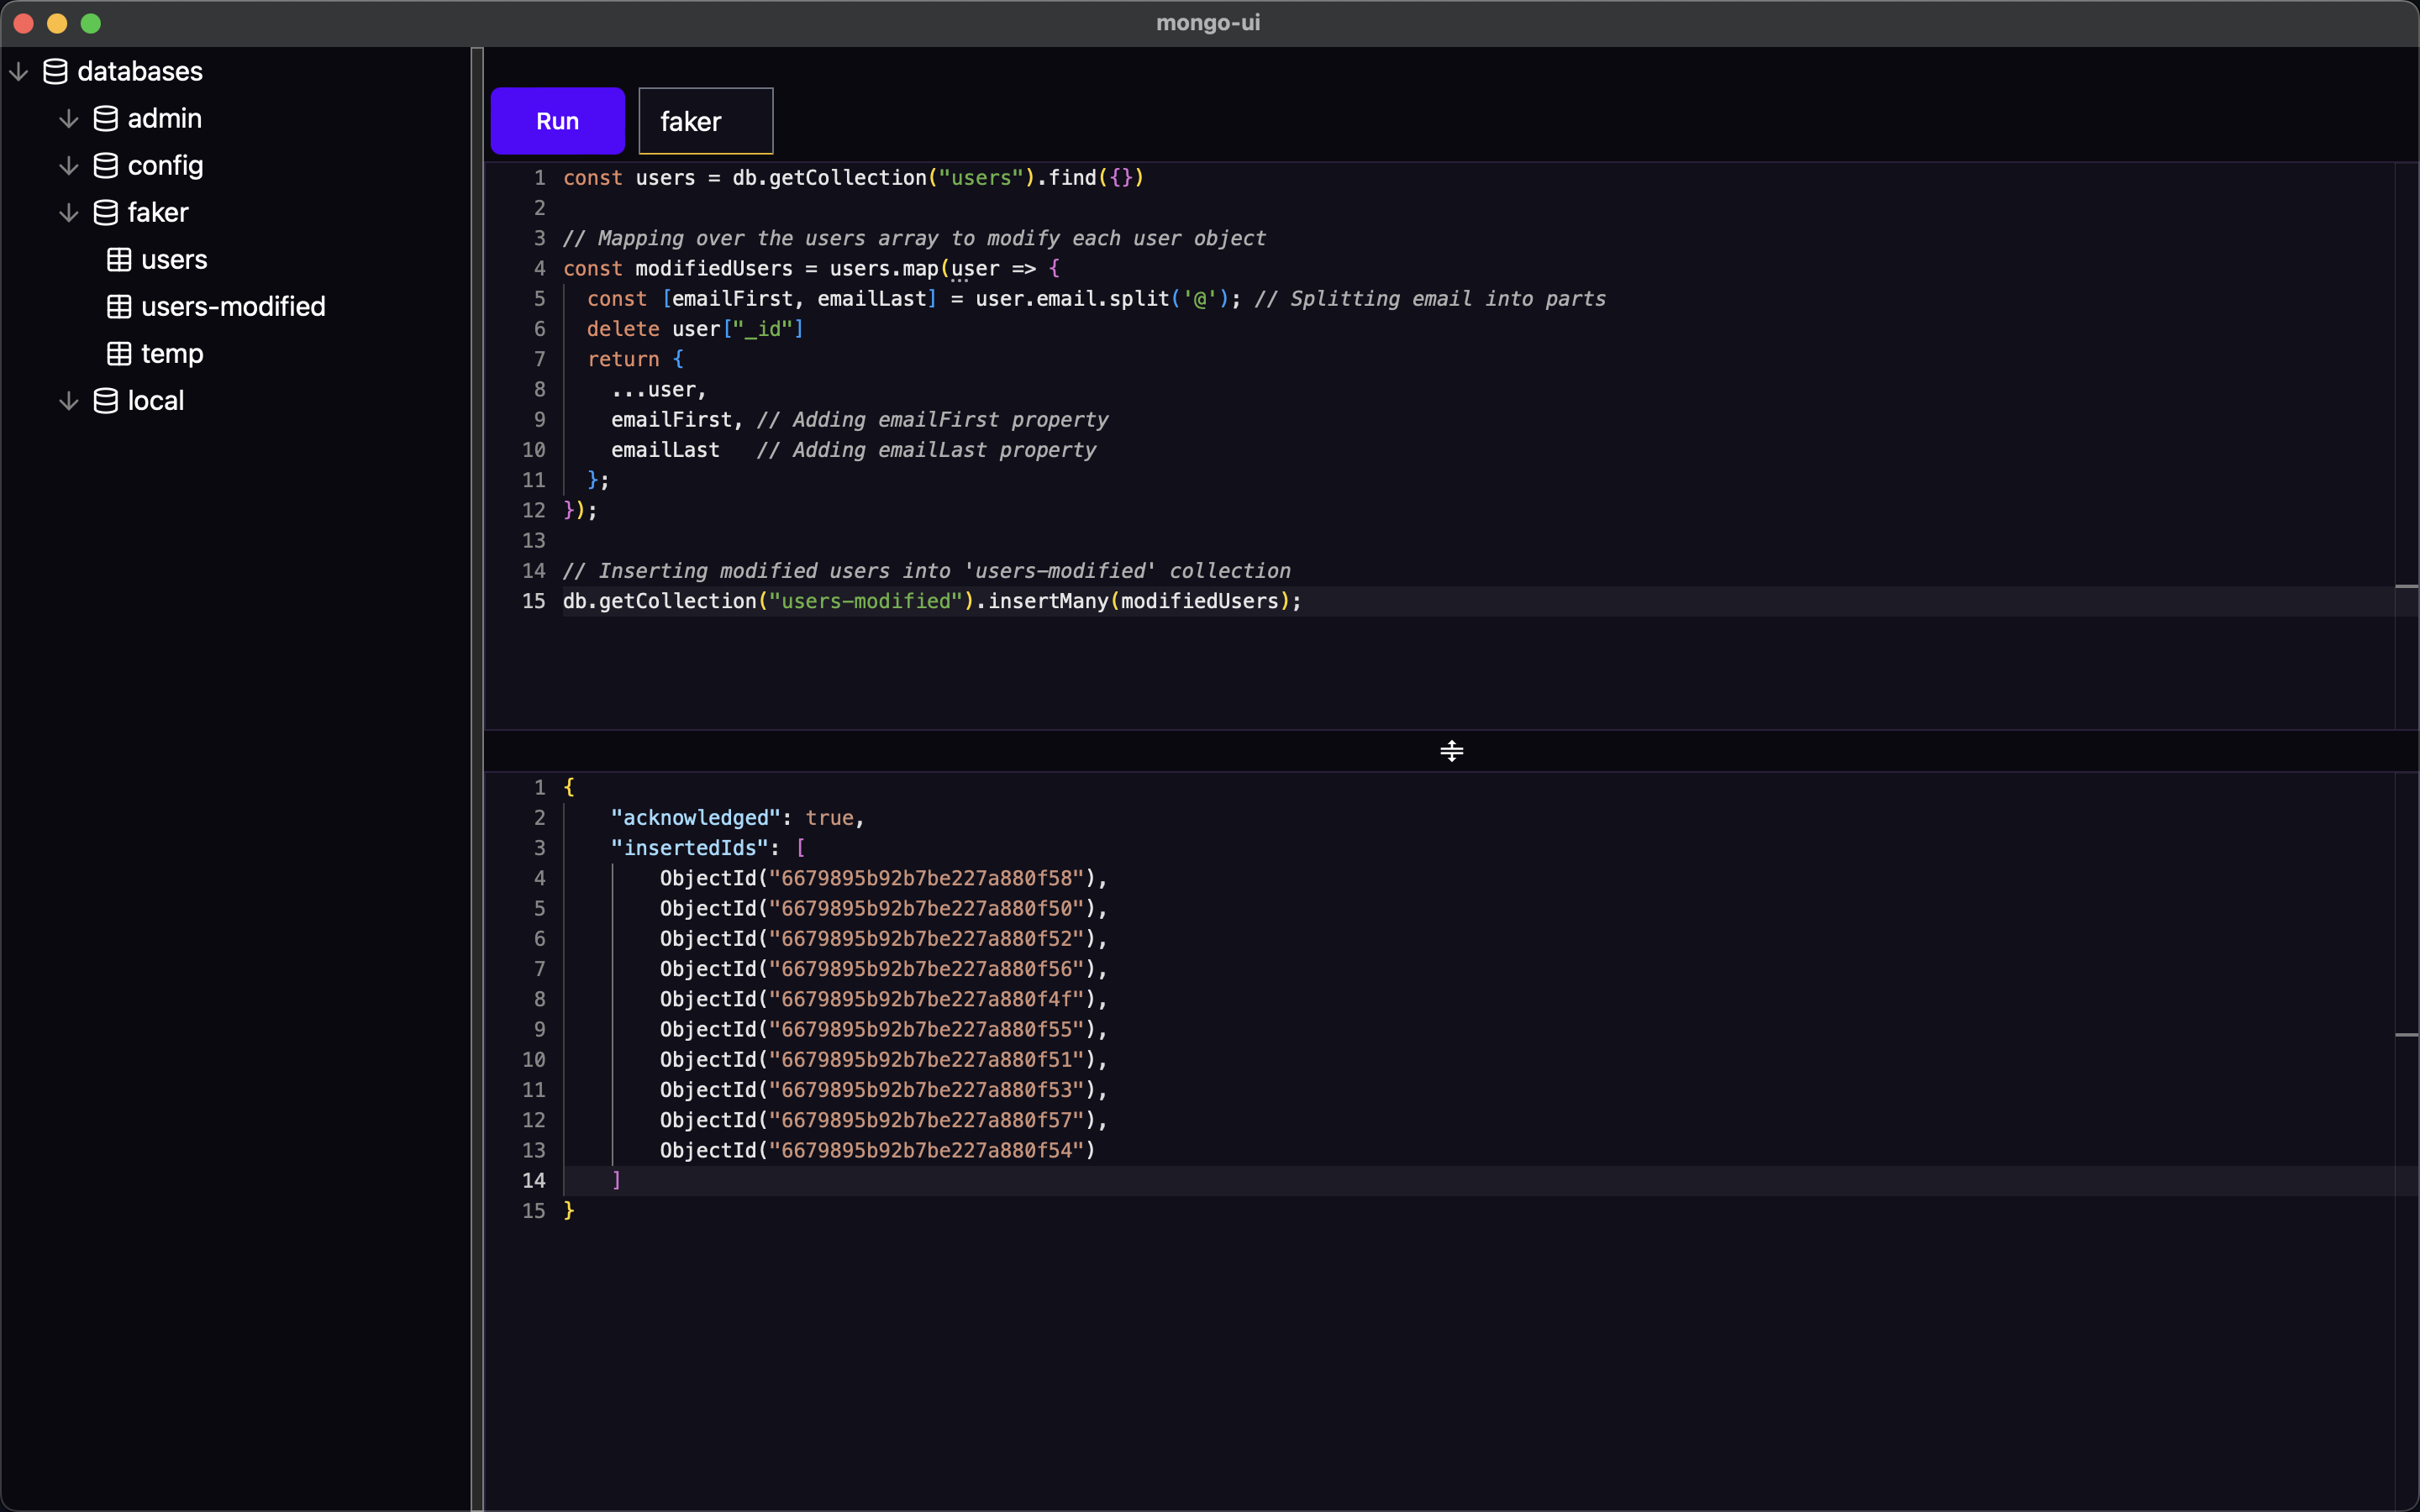 mongo-ui
databases
admin
config
faker
users
users-modified
temp
local
Run
faker
1 const users = db.getCollection("users").find({})
2
3 // Mapping over the users array to modify each user object
4 const modifiedUsers = users.map(user => {
5   const [emailFirst, emailLast] = user.email.split('@'); // Splitting email into parts
6   delete user["_id"]
7   return {
8     ...user,
9     emailFirst, // Adding emailFirst property
10     emailLast   // Adding emailLast property
11   };
12 });
13
14 // Inserting modified users into 'users-modified' collection
15 db.getCollection("users-modified").insertMany(modifiedUsers);
1 {
2     "acknowledged": true,
3     "insertedIds": [
4         ObjectId("6679895b92b7be227a880f58"),
5         ObjectId("6679895b92b7be227a880f50"),
6         ObjectId("6679895b92b7be227a880f52"),
7         ObjectId("6679895b92b7be227a880f56"),
8         ObjectId("6679895b92b7be227a880f4f"),
9         ObjectId("6679895b92b7be227a880f55"),
10         ObjectId("6679895b92b7be227a880f51"),
11         ObjectId("6679895b92b7be227a880f53"),
12         ObjectId("6679895b92b7be227a880f57"),
13         ObjectId("6679895b92b7be227a880f54")
14     ]
15 }